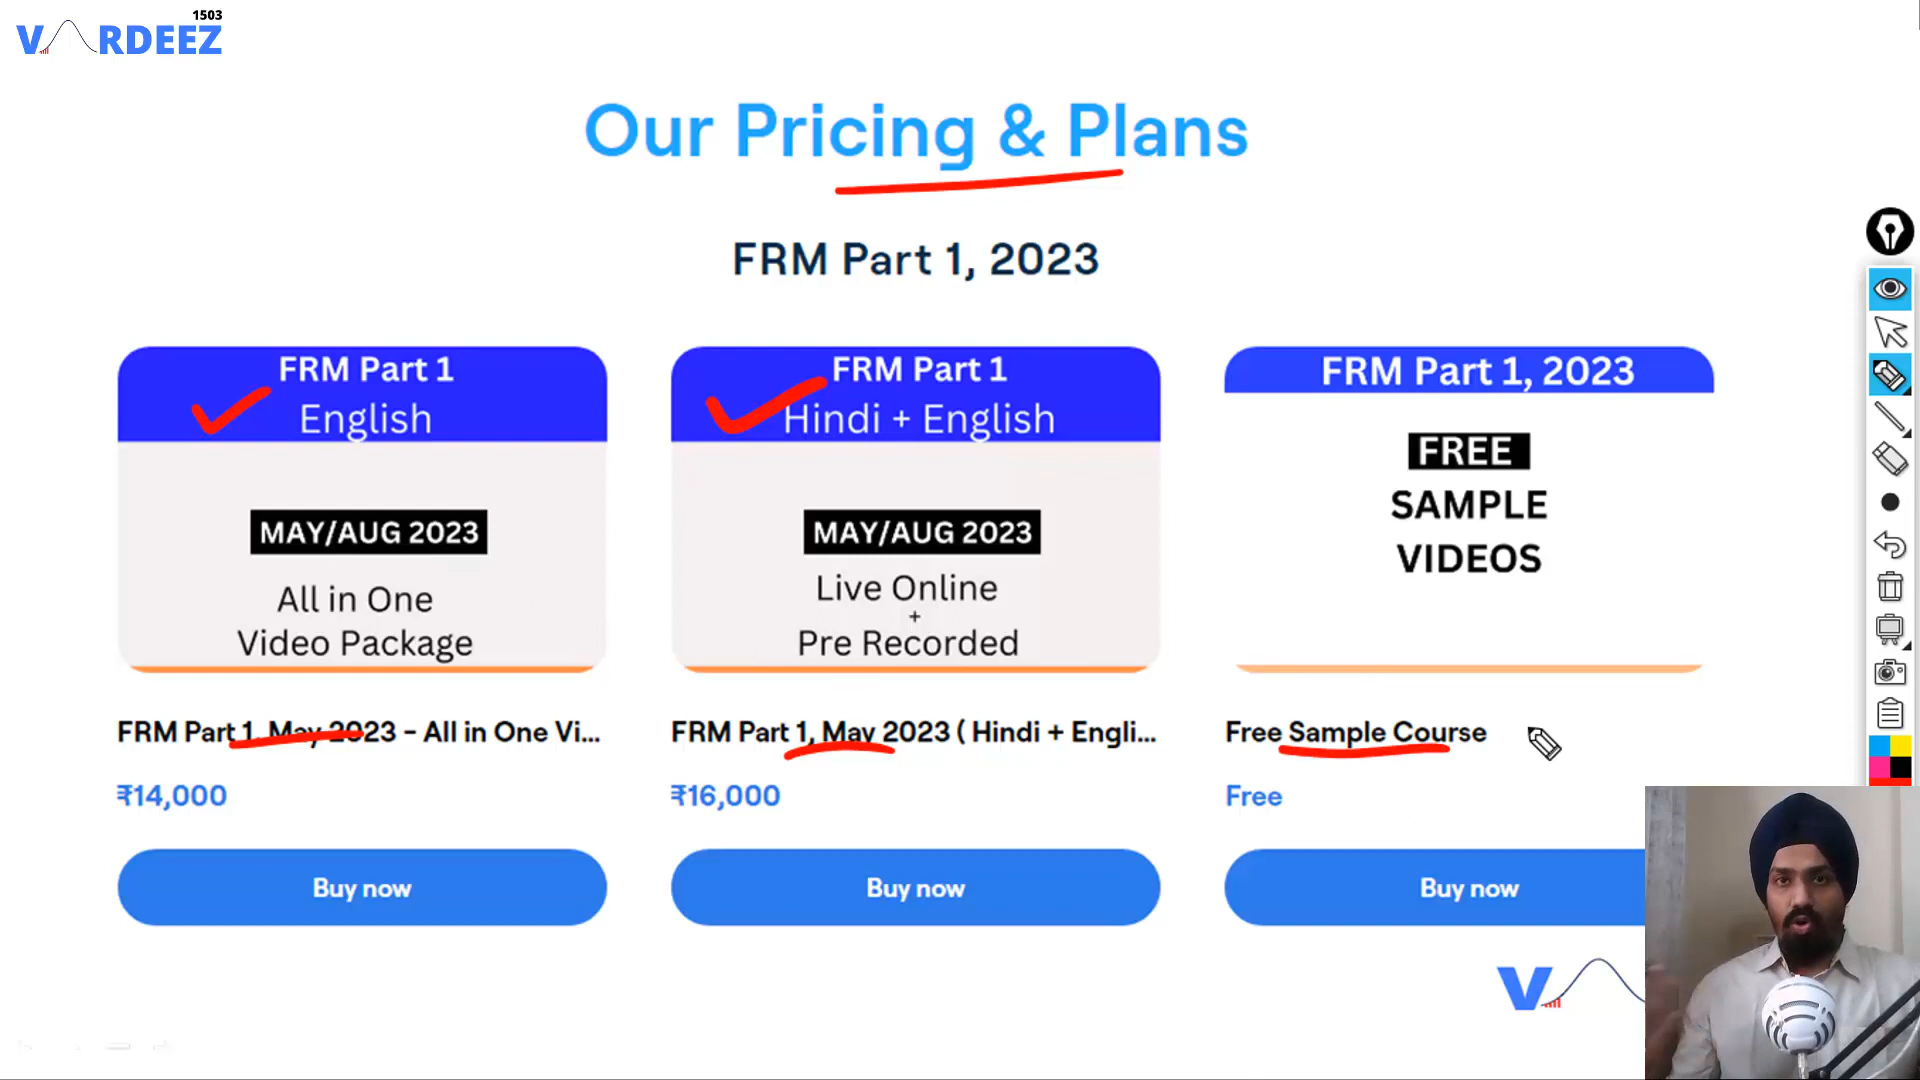 1503
VARDEEZ
Our Pricing & Plans
FRM Part 1, 2023
FRM Part 1
English
MAY/AUG 2023
All in One
Video Package
FRM Part 1, May 2023 - All in One Vi...
₹14,000
Buy now
FRM Part 1
Hindi + English
MAY/AUG 2023
Live Online
+
Pre Recorded
FRM Part 1, May 2023 ( Hindi + Engli...
₹16,000
Buy now
FRM Part 1, 2023
FREE
SAMPLE
VIDEOS
Free Sample Course
Free
Buy now
V